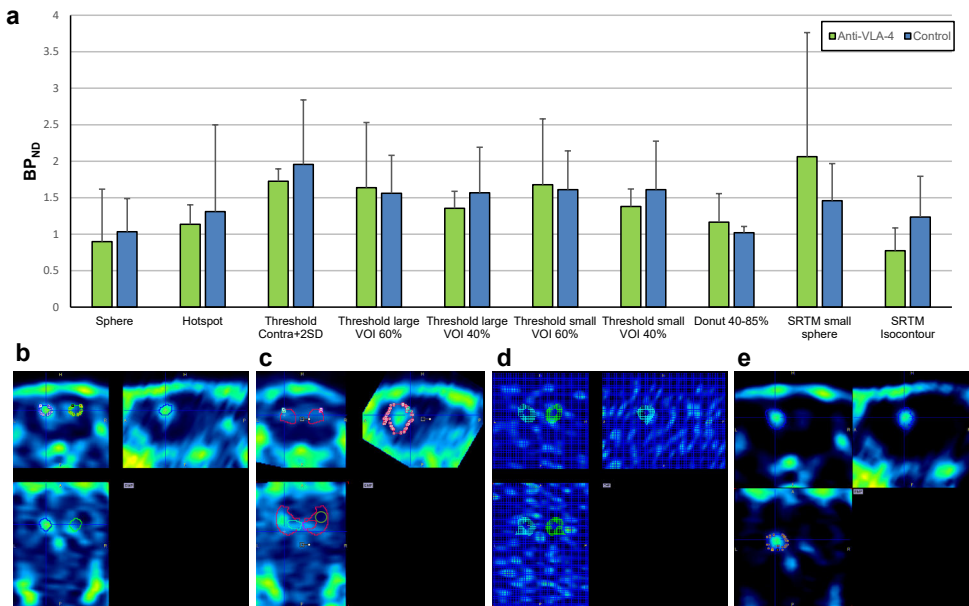 a
BPND
4
3.5
3
2.5
2
1.5
1
0.5
0
Anti-VLA-4 Control
Sphere
Hotspot
Threshold
Contra+2SD
Threshold large
VOI 60%
Threshold large
VOI 40%
Threshold small
VOI 60%
Threshold small
VOI 40%
Donut 40-85%
SRTM small
sphere
SRTM
Isocontour
b
c
d
e